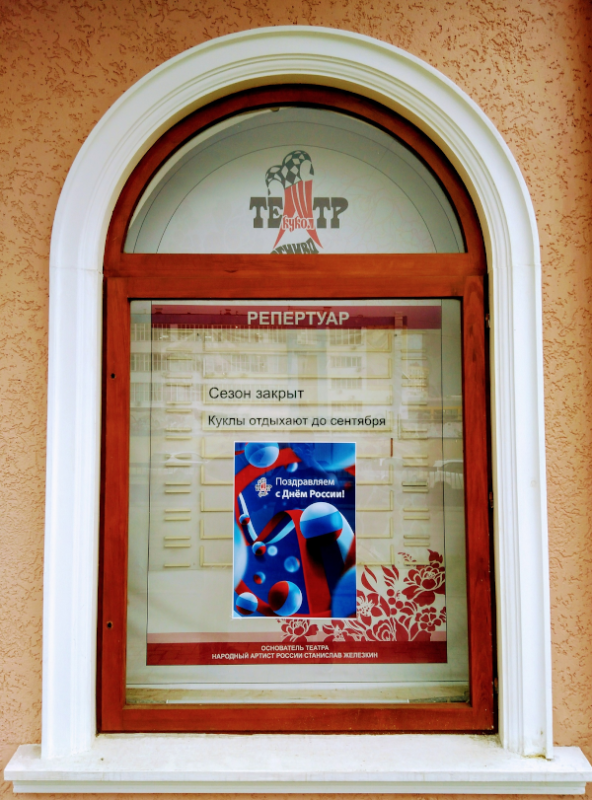 ТЕАТР
кукол
ОГНИВО
РЕПЕРТУАР
Сезон закрыт
Куклы отдыхают до сентября
Поздравляем
с Днём России!
ОСНОВАТЕЛЬ ТЕАТРА
НАРОДНЫЙ АРТИСТ РОССИИ СТАНИСЛАВ ЖЕЛЕЗКИН